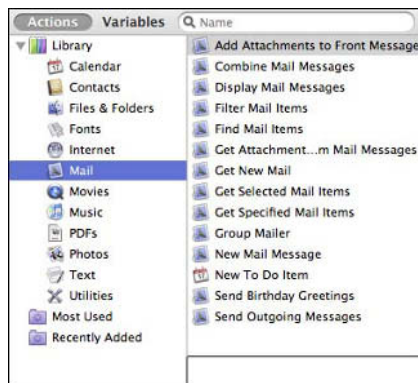 Actions Variables Name
Library
Calendar
Contacts
Files & Folders
Fonts
Internet
Mail
Movies
Music
PDFs
Photos
Text
Utilities
Most Used
Recently Added
Add Attachments to Front Message
Combine Mail Messages
Display Mail Messages
Filter Mail Items
Find Mail Items
Get Attachment...m Mail Messages
Get New Mail
Get Selected Mail Items
Get Specified Mail Items
Group Mailer
New Mail Message
New To Do Item
Send Birthday Greetings
Send Outgoing Messages